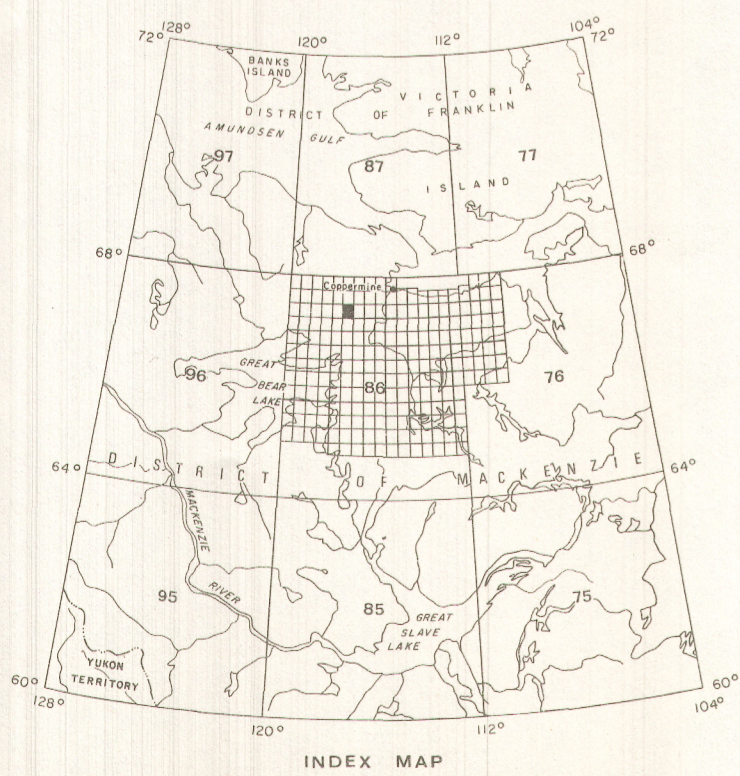 128° 120° 112° 104°
72° 72°
BANKS
ISLAND
VICTORIA
DISTRICT OF FRANKLIN
AMUNDSEN GULF
97 87 77
ISLAND
68° 68°
Coppermine
GREAT
96 86 76
BEAR
LAKE
64° DISTRICT OF MACKENZIE 64°
MACKENZIE
RIVER
95 85 75
GREAT
SLAVE
LAKE
YUKON
TERRITORY
60° 60°
128° 104°
120° 112°
INDEX MAP